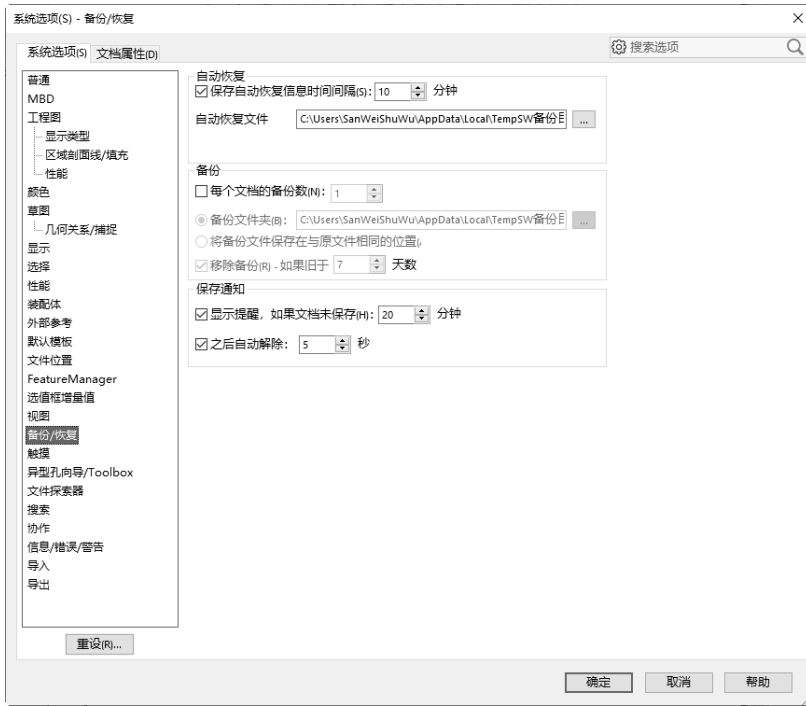 系统选项(S) - 备份/恢复
系统选项(S) 文档属性(D)
搜索选项
普通
MBD
工程图
显示类型
区域剖面线/填充
性能
颜色
草图
几何关系/捕捉
显示
选择
性能
装配体
外部参考
默认模板
文件位置
FeatureManager
选值框增量值
视图
备份/恢复
触摸
异型孔向导/Toolbox
文件探索器
搜索
协作
信息/错误/警告
导入
导出
重设(R)...
自动恢复
保存自动恢复信息时间间隔(S): 10 分钟
自动恢复文件 C:\Users\SanWeiShuWu\AppData\Local\TempSW备份目 ...
备份
每个文档的备份数(N): 1
备份文件夹(B): C:\Users\SanWeiShuWu\AppData\Local\TempSW备份目 ...
将备份文件保存在与原文件相同的位置
移除备份(R) - 如果旧于 7 天数
保存通知
显示提醒，如果文档未保存(H): 20 分钟
之后自动解除： 5 秒
确定 取消 帮助